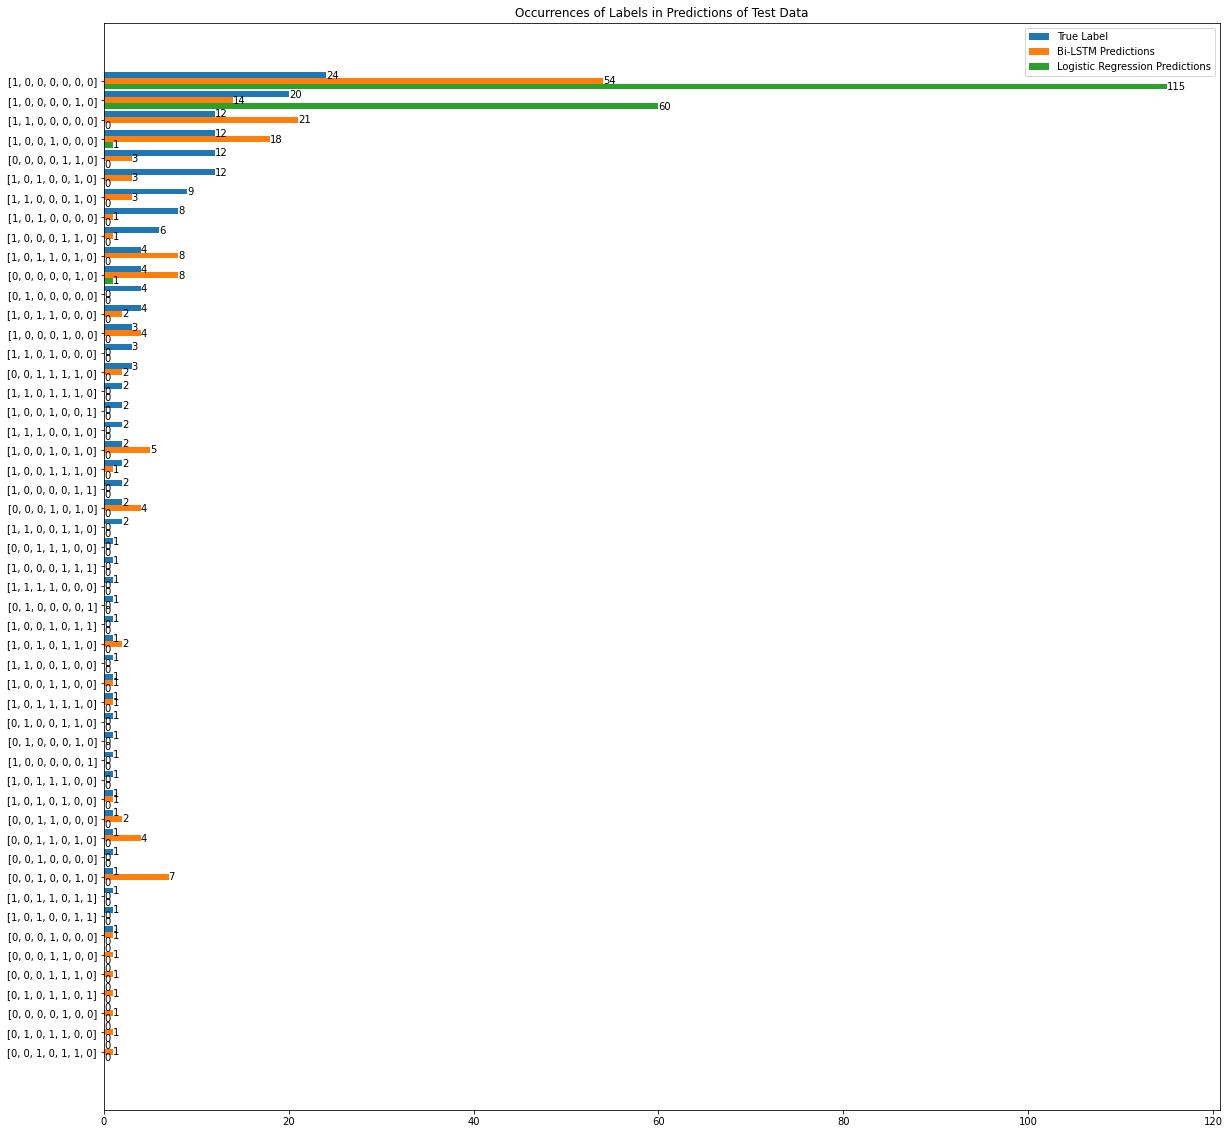 Occurrences of Labels in Predictions of Test Data
True Label
Bi-LSTM Predictions
Logistic Regression Predictions
[1, 0, 0, 0, 0, 0, 0] 24 54 115
[1, 0, 0, 0, 0, 1, 0] 20 14 60
[1, 1, 0, 0, 0, 0, 0] 12 21 0
[1, 0, 0, 1, 0, 0, 0] 12 18 1
[0, 0, 0, 0, 1, 1, 0] 12 3 0
[1, 0, 1, 0, 0, 1, 0] 12 3 0
[1, 1, 0, 0, 0, 1, 0] 9 3 0
[1, 0, 1, 0, 0, 0, 0] 8 1 0
[1, 0, 0, 0, 1, 1, 0] 6 1 0
[1, 0, 1, 1, 0, 1, 0] 4 8 0
[0, 0, 0, 0, 0, 1, 0] 4 8 1
[0, 1, 0, 0, 0, 0, 0] 4 0 0
[1, 0, 1, 1, 0, 0, 0] 4 2 0
[1, 0, 0, 0, 1, 0, 0] 3 4 0
[1, 1, 0, 1, 0, 0, 0] 3 0 0
[0, 0, 1, 1, 1, 1, 0] 3 2 0
[1, 1, 0, 1, 1, 1, 0] 2 0 0
[1, 0, 0, 1, 0, 0, 1] 2 0 0
[1, 1, 1, 0, 0, 1, 0] 2 0 0
[1, 0, 0, 1, 0, 1, 0] 2 5 0
[1, 0, 0, 1, 1, 1, 0] 2 1 0
[1, 0, 0, 0, 0, 1, 1] 2 0 0
[0, 0, 0, 1, 0, 1, 0] 2 4 0
[1, 1, 0, 0, 1, 1, 0] 2 0 0
[0, 0, 1, 1, 1, 0, 0] 1 0 0
[1, 0, 0, 0, 1, 1, 1] 1 0 0
[1, 1, 1, 1, 0, 0, 0] 1 0 0
[0, 1, 0, 0, 0, 0, 1] 1 0 0
[1, 0, 0, 1, 0, 1, 1] 1 0 0
[1, 0, 1, 0, 1, 1, 0] 1 2 0
[1, 1, 0, 0, 1, 0, 0] 1 0 0
[1, 0, 0, 1, 1, 0, 0] 1 1 0
[1, 0, 1, 1, 1, 1, 0] 1 1 0
[0, 1, 0, 0, 1, 1, 0] 1 0 0
[0, 1, 0, 0, 0, 1, 0] 1 0 0
[1, 0, 0, 0, 0, 0, 1] 1 0 0
[1, 0, 1, 1, 1, 0, 0] 1 0 0
[1, 0, 1, 0, 1, 0, 0] 1 1 0
[0, 0, 1, 1, 0, 0, 0] 1 2 0
[0, 0, 1, 1, 0, 1, 0] 1 4 0
[0, 0, 1, 0, 0, 0, 0] 1 0 0
[0, 0, 1, 0, 0, 1, 0] 1 7 0
[1, 0, 1, 1, 0, 1, 1] 1 0 0
[1, 0, 1, 0, 0, 1, 1] 1 0 0
[0, 0, 0, 1, 0, 0, 0] 1 1 0
[0, 0, 0, 1, 1, 0, 0] 0 1 0
[0, 0, 0, 1, 1, 1, 0] 0 1 0
[0, 1, 0, 1, 1, 0, 1] 0 1 0
[0, 0, 0, 0, 1, 0, 0] 0 1 0
[0, 1, 0, 1, 1, 0, 0] 0 1 0
[0, 0, 1, 0, 1, 1, 0] 0 1 0
0 20 40 60 80 100 120